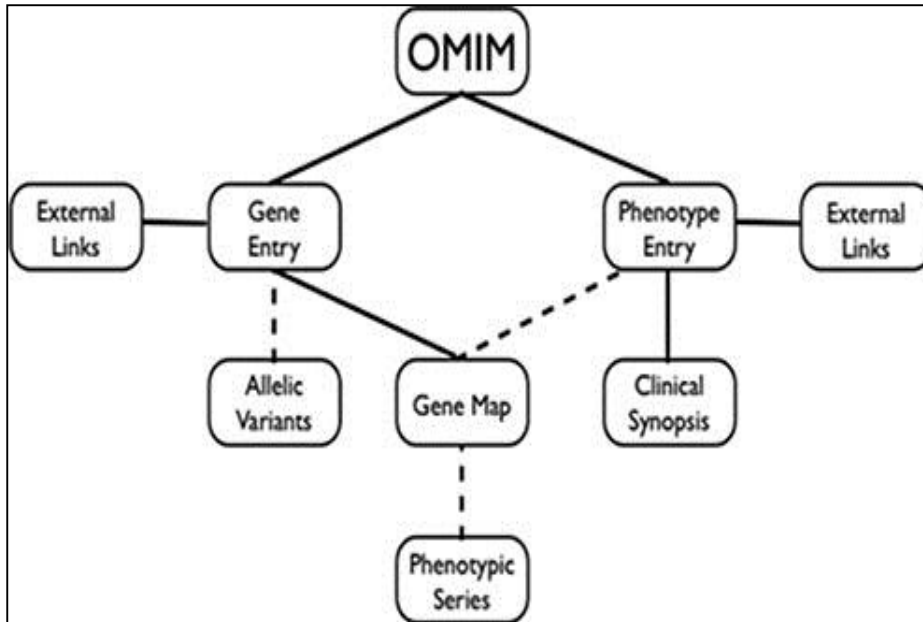 OMIM
External
Links
Gene
Entry
Phenotype
Entry
External
Links
Allelic
Variants
Gene Map
Clinical
Synopsis
Phenotypic
Series